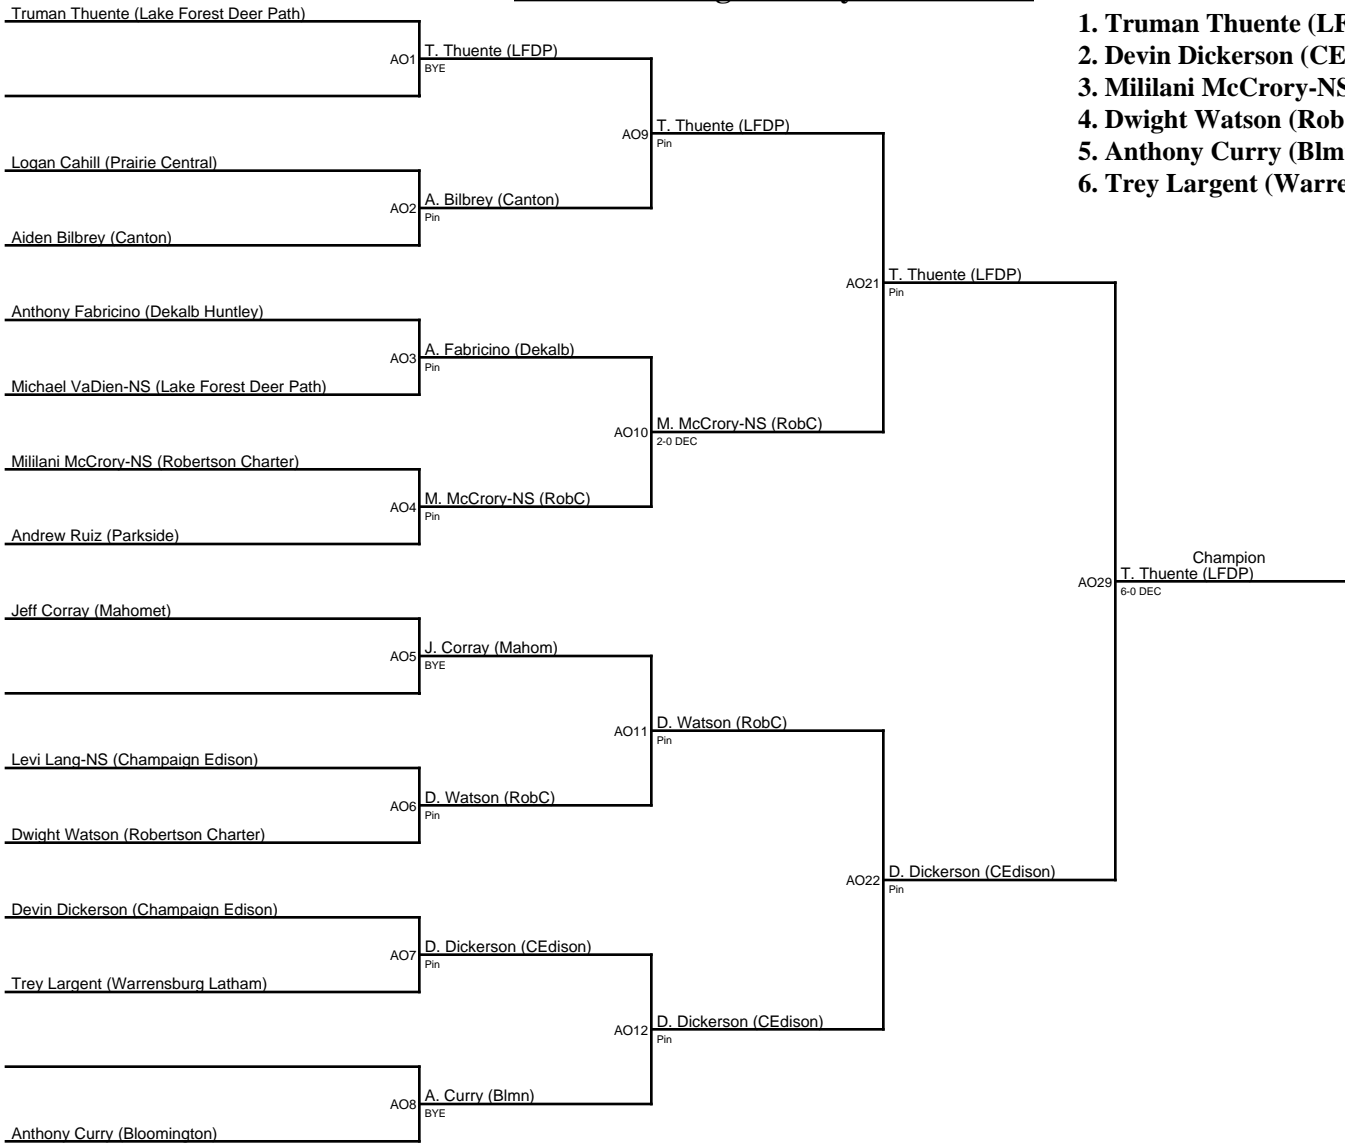 Truman Thuente (Lake Forest Deer Path)
1. Truman Thuente (LF
2. Devin Dickerson (CE
3. Mililani McCrory-NS
4. Dwight Watson (Rob
5. Anthony Curry (Blm
6. Trey Largent (Warre
AO1 T. Thuente (LFDP)
BYE
AO9 T. Thuente (LFDP)
Pin
Logan Cahill (Prairie Central)
AO2 A. Bilbrey (Canton)
Pin
Aiden Bilbrey (Canton)
AO21 T. Thuente (LFDP)
Pin
Anthony Fabricino (Dekalb Huntley)
AO3 A. Fabricino (Dekalb)
Pin
Michael VaDien-NS (Lake Forest Deer Path)
AO10 M. McCrory-NS (RobC)
2-0 DEC
Mililani McCrory-NS (Robertson Charter)
AO4 M. McCrory-NS (RobC)
Pin
Andrew Ruiz (Parkside)
Champion
AO29 T. Thuente (LFDP)
6-0 DEC
Jeff Corray (Mahomet)
AO5 J. Corray (Mahom)
BYE
AO11 D. Watson (RobC)
Pin
Levi Lang-NS (Champaign Edison)
AO6 D. Watson (RobC)
Pin
Dwight Watson (Robertson Charter)
AO22 D. Dickerson (CEdison)
Pin
Devin Dickerson (Champaign Edison)
AO7 D. Dickerson (CEdison)
Pin
Trey Largent (Warrensburg Latham)
AO12 D. Dickerson (CEdison)
Pin
AO8 A. Curry (Blmn)
BYE
Anthony Curry (Bloomington)